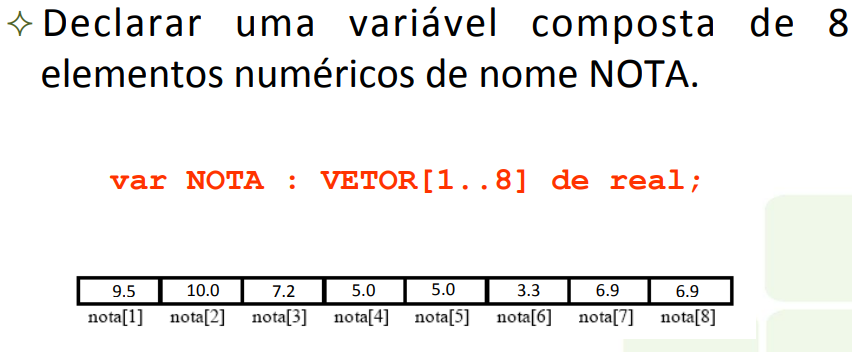 ✧Declarar uma variável composta de 8
elementos numéricos de nome NOTA.
var NOTA : VETOR[1..8] de real;
9.5 10.0 7.2 5.0 5.0 3.3 6.9 6.9
nota[1] nota[2] nota[3] nota[4] nota[5] nota[6] nota[7] nota[8]